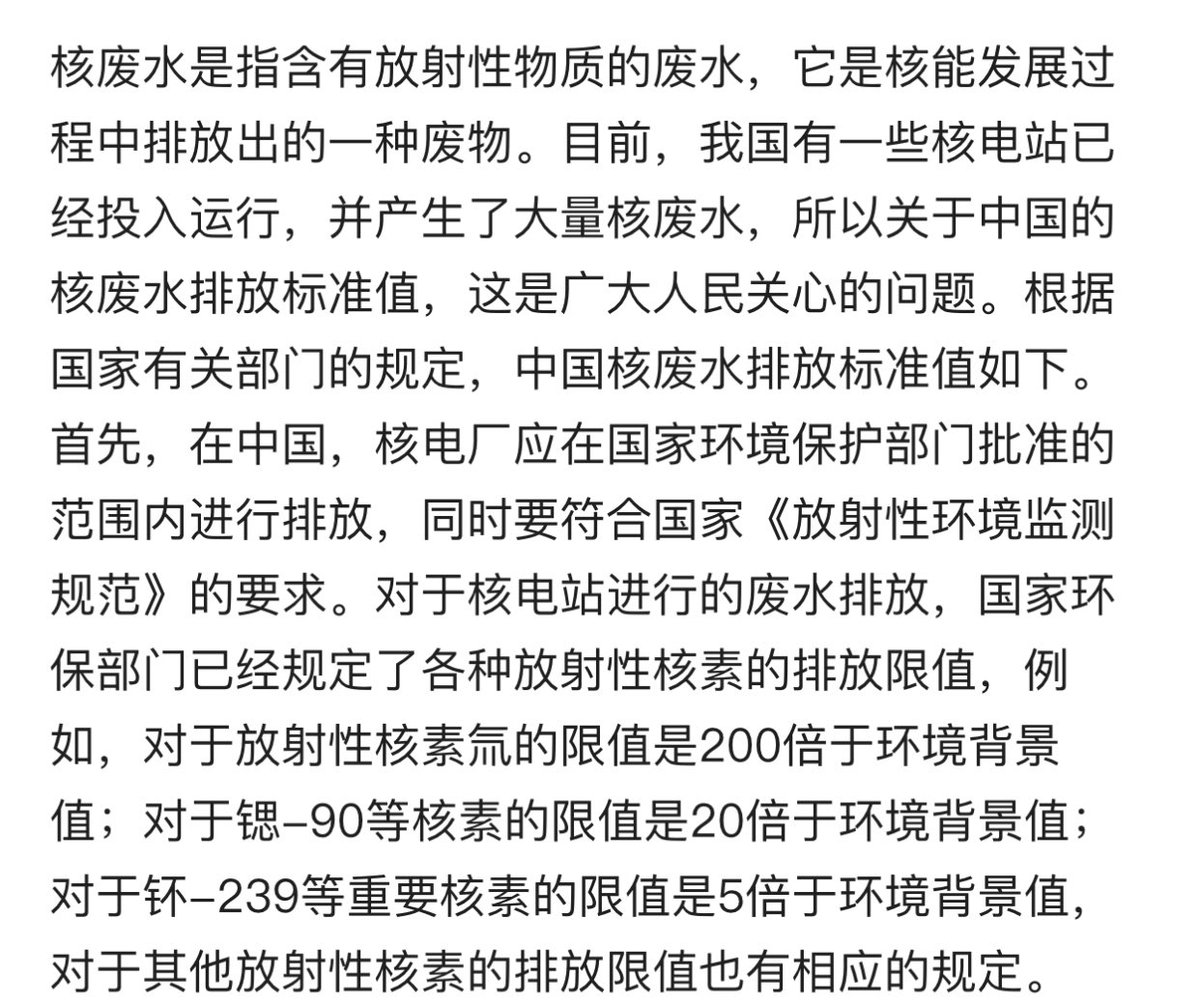 核废水是指含有放射性物质的废水，它是核能发展过
程中排放出的一种废物。目前，我国有一些核电站已
经投入运行，并产生了大量核废水，所以关于中国的
核废水排放标准值，这是广大人民关心的问题。根据
国家有关部门的规定，中国核废水排放标准值如下。
首先，在中国，核电厂应在国家环境保护部门批准的
范围内进行排放，同时要符合国家《放射性环境监测
规范》的要求。对于核电站进行的废水排放，国家环
保部门已经规定了各种放射性核素的排放限值，例
如，对于放射性核素氚的限值是200倍于环境背景
值；对于锶-90等核素的限值是20倍于环境背景值；
对于钚-239等重要核素的限值是5倍于环境背景值，
对于其他放射性核素的排放限值也有相应的规定。